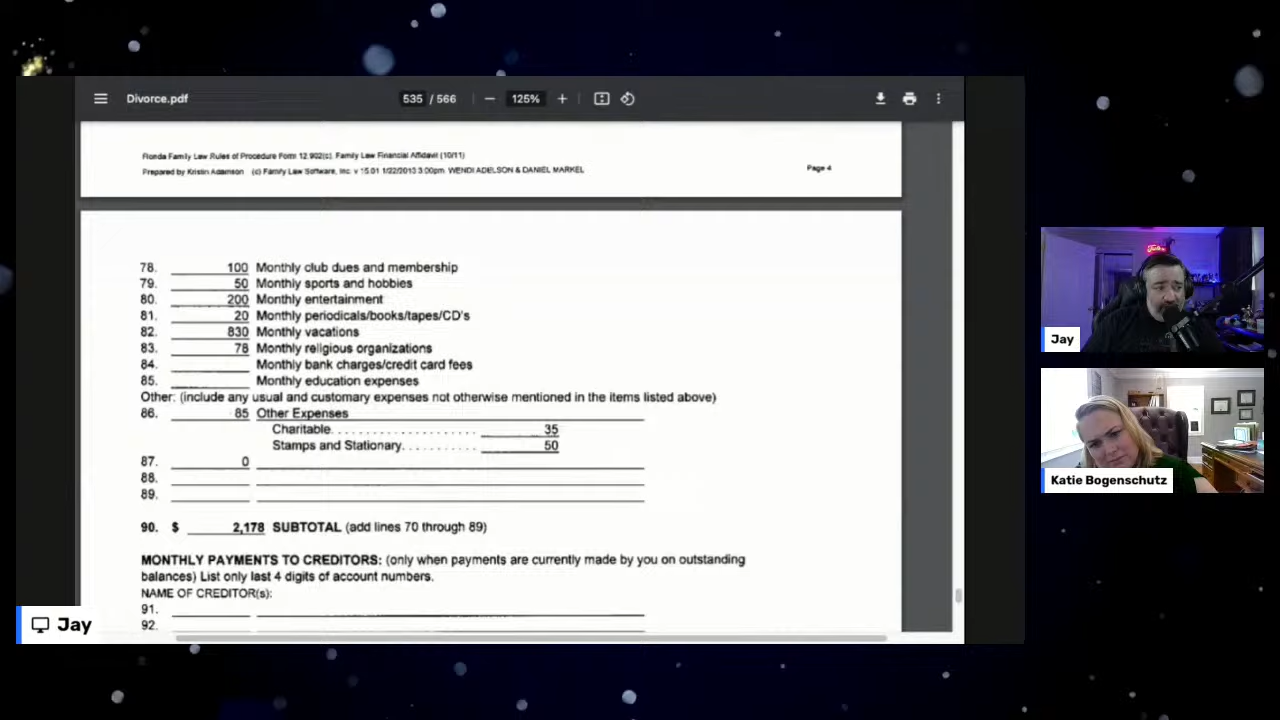 Divorce.pdf 535 / 566 125%
Florida Family Law Rules of Procedure Form 12.902(c), Family Law Financial Affidavit (10/11)
Prepared by Kristin Adamson (c) Family Law Software, Inc. v 15.01 1/22/2013 3:00pm WENDI ADELSON & DANIEL MARKEL Page 4
78. 100 Monthly club dues and membership
79. 50 Monthly sports and hobbies
80. 200 Monthly entertainment
81. 20 Monthly periodicals/books/tapes/CD's
82. 830 Monthly vacations
83. 78 Monthly religious organizations
84. Monthly bank charges/credit card fees
85. Monthly education expenses
Other: (include any usual and customary expenses not otherwise mentioned in the items listed above)
86. 85 Other Expenses
Charitable. . . . . . . . . . . . . . . . . . . . . . . 35
Stamps and Stationary. . . . . . . . . . . 50
87. 0
88.
89.
90. $ 2,178 SUBTOTAL (add lines 70 through 89)
MONTHLY PAYMENTS TO CREDITORS: (only when payments are currently made by you on outstanding
balances) List only last 4 digits of account numbers.
NAME OF CREDITOR(s):
91.
92.
Jay
Jay
Katie Bogenschutz